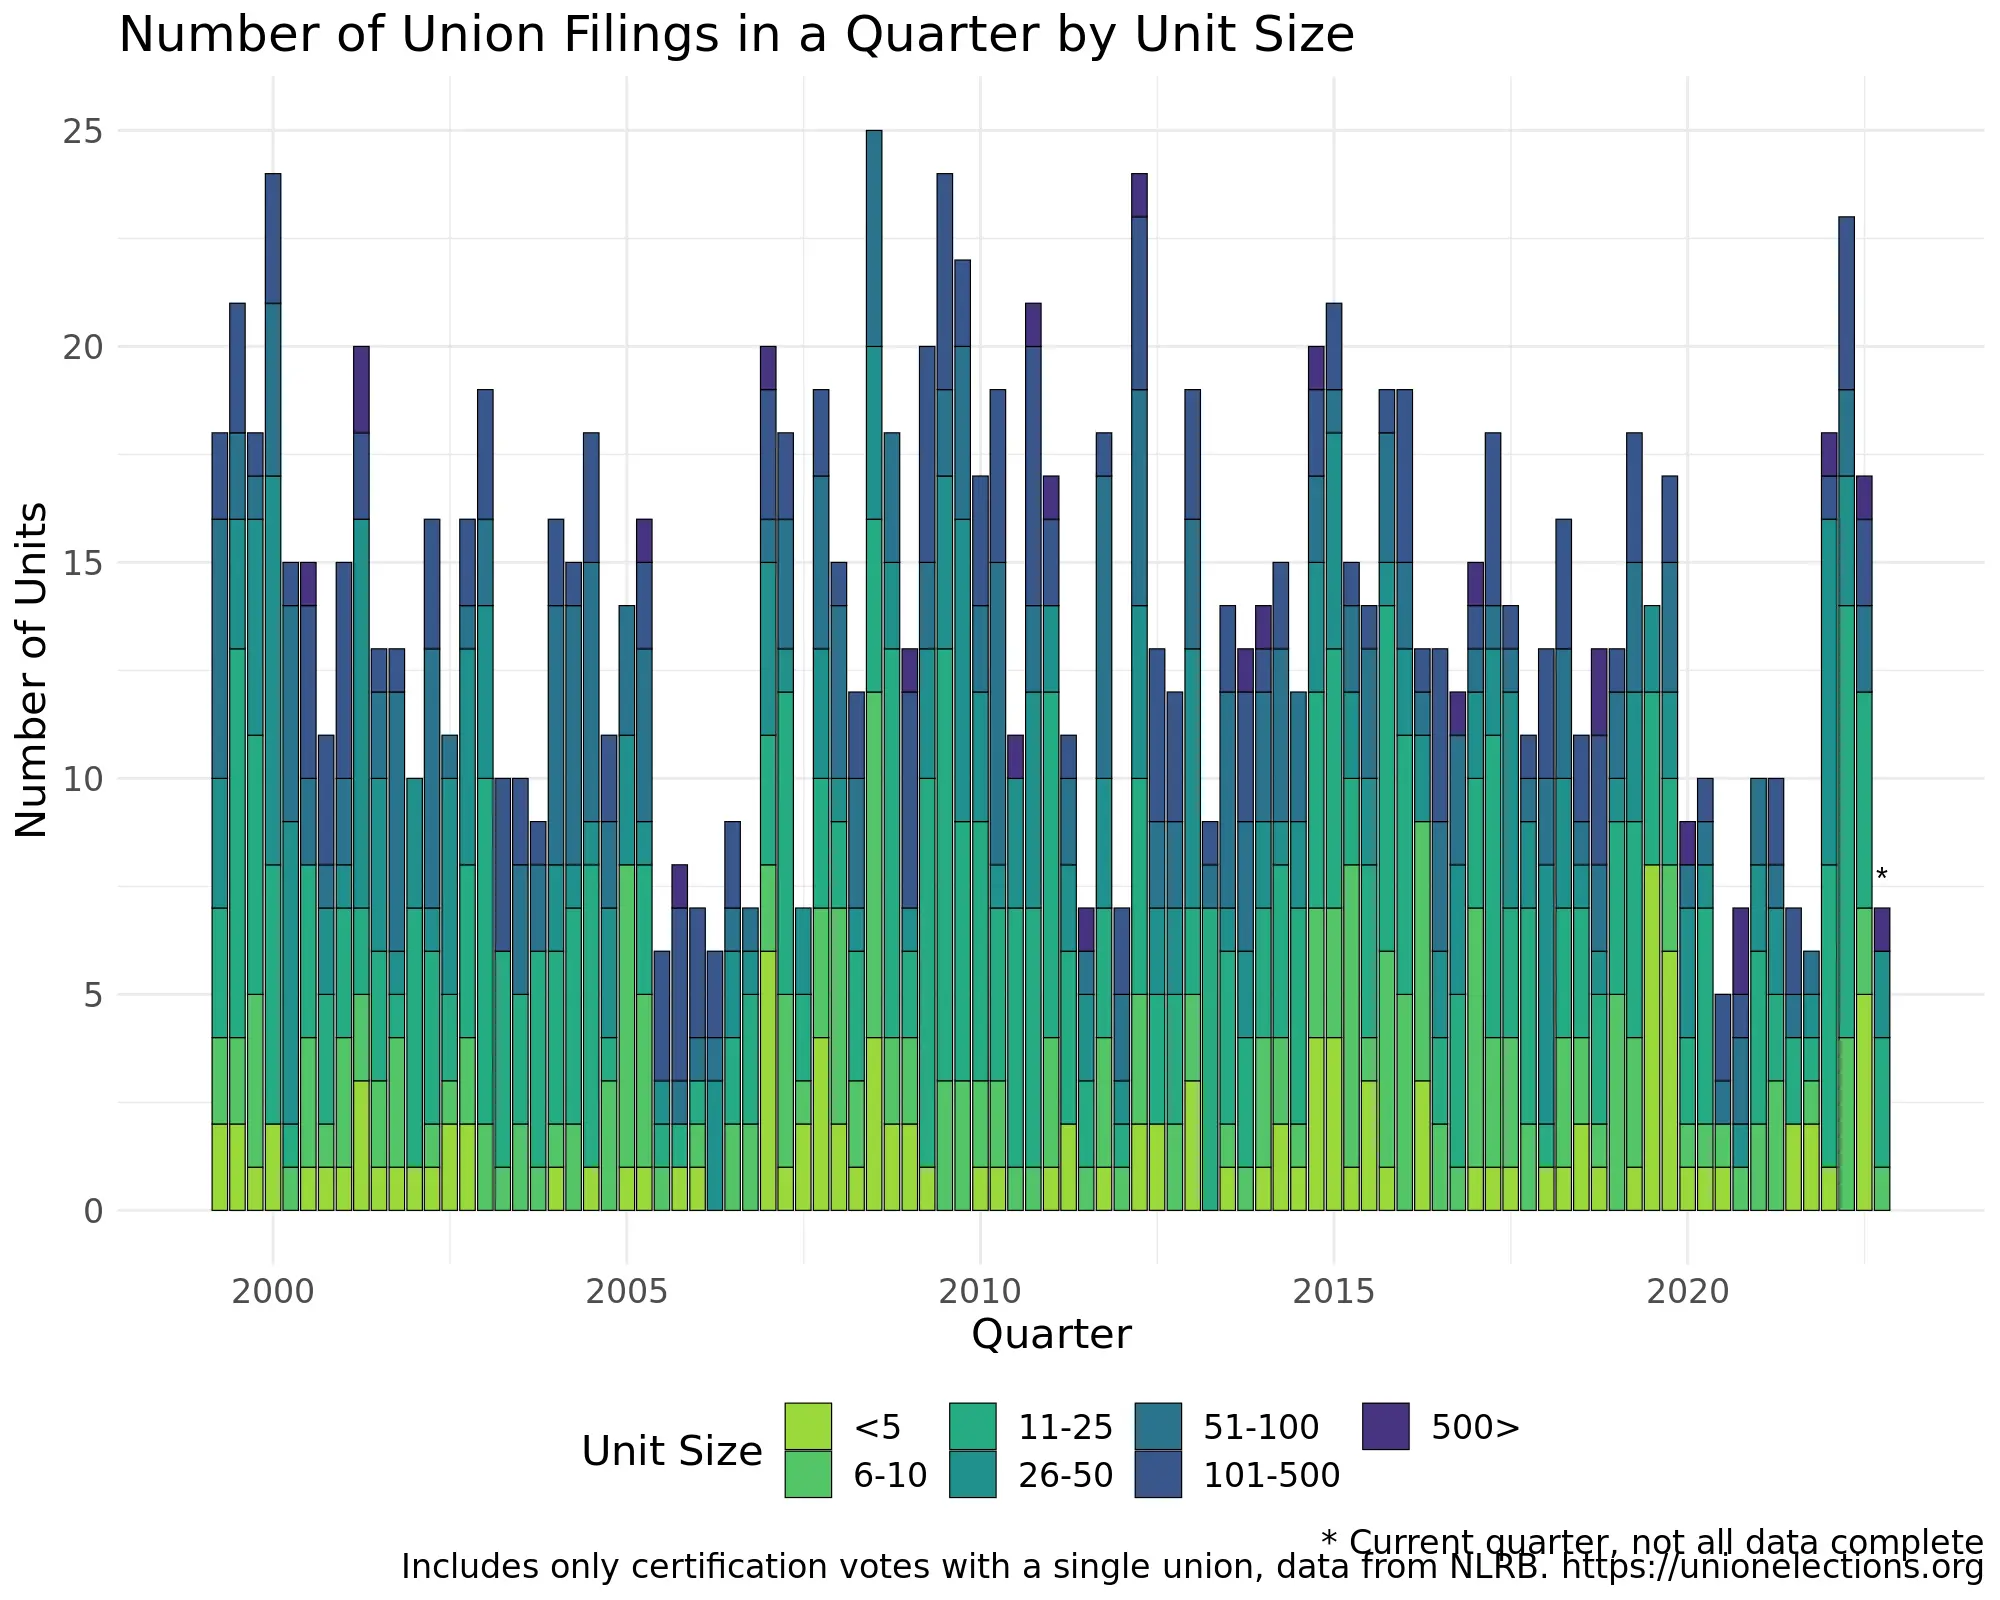 Number of Union Filings in a Quarter by Unit Size
25
20
15
10
5
0
Number of Units
*
2000 2005 2010 2015 2020
Quarter
Unit Size
<5 11-25 51-100 500>
6-10 26-50 101-500
* Current quarter, not all data complete
Includes only certification votes with a single union, data from NLRB. https://unionelections.org